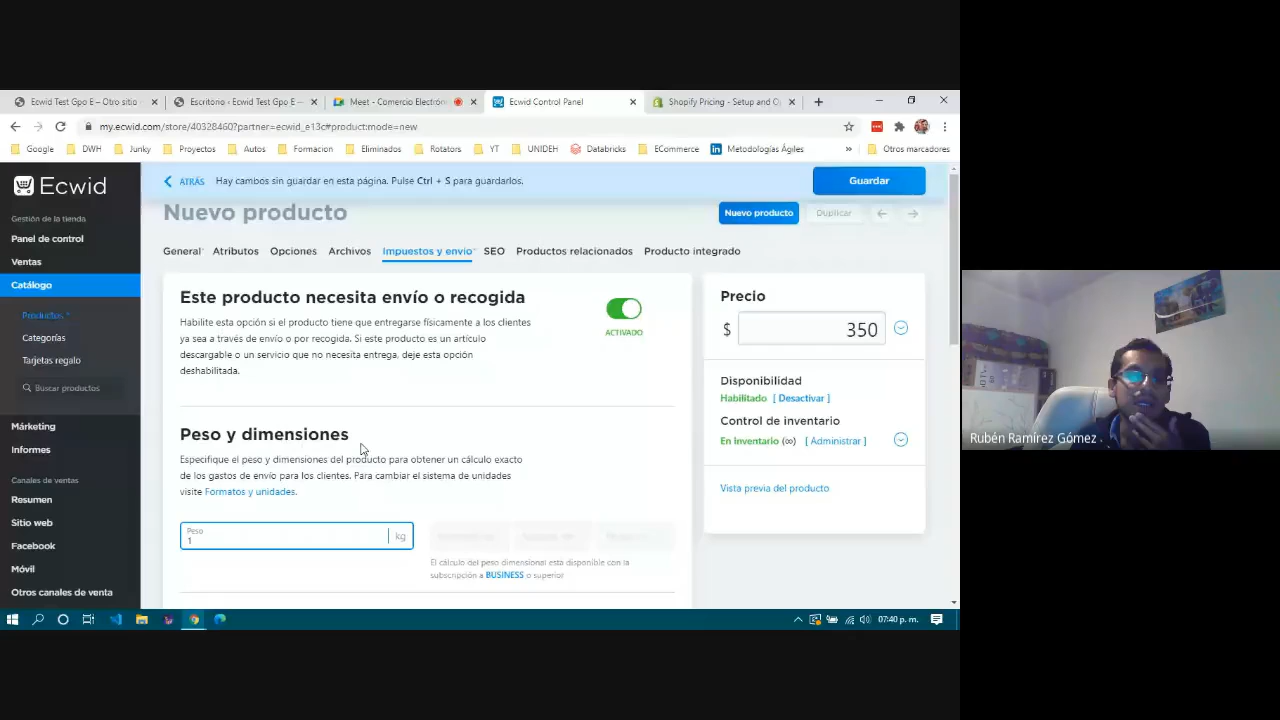 Ecwid Test Gpo E – Otro sitio
Escritorio ‹ Ecwid Test Gpo E —
Meet - Comercio Electrónic
Ecwid Control Panel
Shopify Pricing - Setup and O
my.ecwid.com/store/40328460?partner=ecwid_e13c#product:mode=new
Google
DWH
Junky
Proyectos
Autos
Formacion
Eliminados
Rotators
YT
UNIDEH
Databricks
ECommerce
Metodologías Ágiles
»
Otros marcadores
Ecwid
Gestión de la tienda
Panel de control
Ventas
Catálogo
Productos *
Categorías
Tarjetas regalo
Buscar productos
Márketing
Informes
Canales de ventas
Resumen
Sitio web
Facebook
Móvil
Otros canales de venta
ATRÁS
Hay cambios sin guardar en esta página. Pulse Ctrl + S para guardarlos.
Guardar
Nuevo producto
Nuevo producto
Duplicar
General*
Atributos
Opciones
Archivos
Impuestos y envío*
SEO
Productos relacionados
Producto integrado
Este producto necesita envío o recogida
Habilite esta opción si el producto tiene que entregarse físicamente a los clientes
ya sea a través de envío o por recogida. Si este producto es un artículo
descargable o un servicio que no necesita entrega, deje esta opción
deshabilitada.
ACTIVADO
Peso y dimensiones
Especifique el peso y dimensiones del producto para obtener un cálculo exacto
de los gastos de envío para los clientes. Para cambiar el sistema de unidades
visite Formatos y unidades.
Peso
1
kg
El cálculo del peso dimensional está disponible con la
subscripción a BUSINESS o superior
Precio
$ 350
Disponibilidad
Habilitado [ Desactivar ]
Control de inventario
En inventario (∞) [ Administrar ]
Vista previa del producto
07:40 p. m.
Rubén Ramírez Gómez